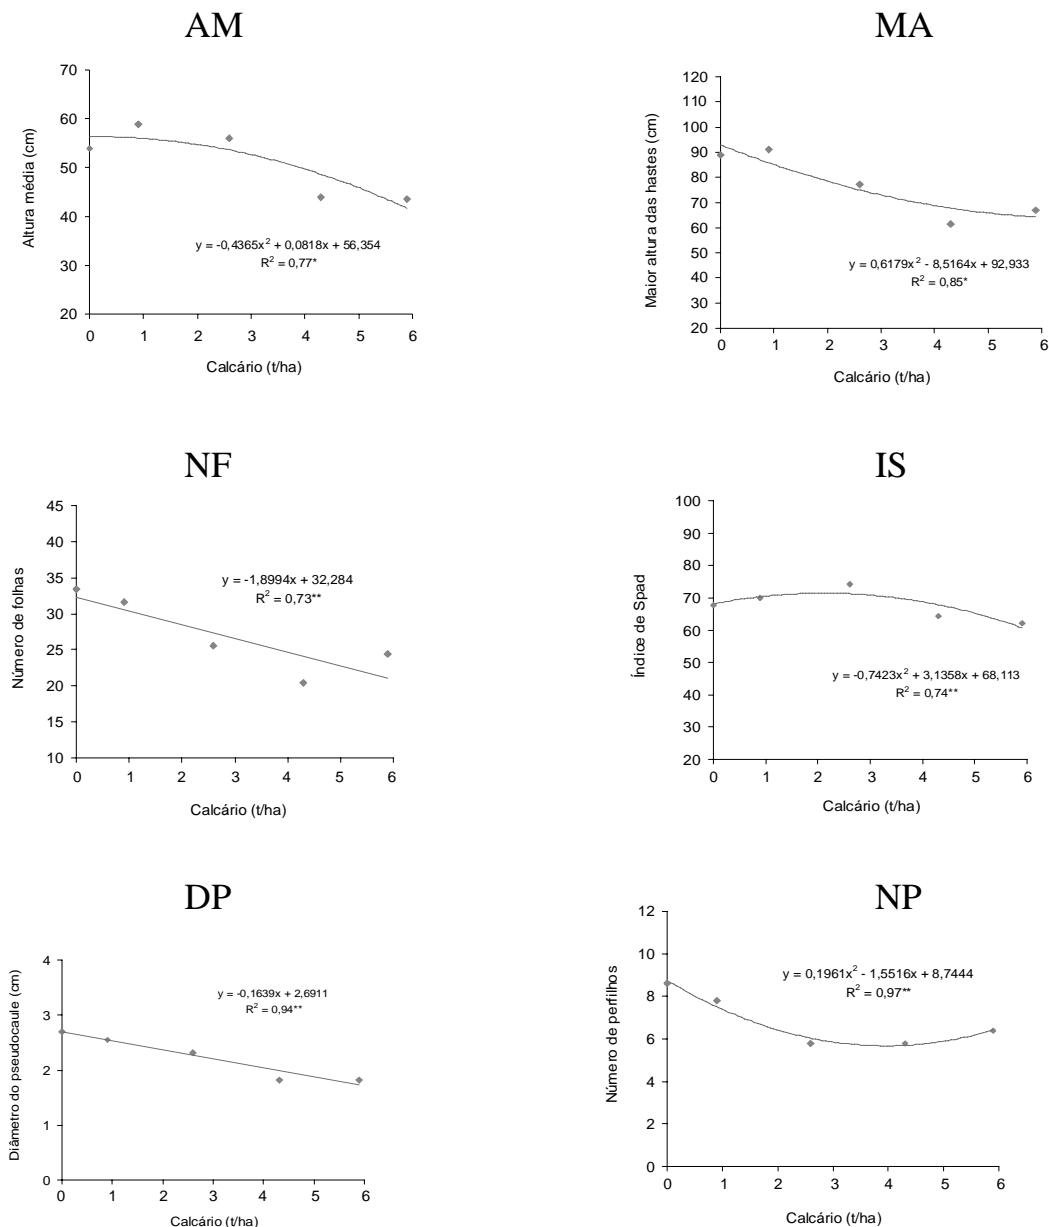 AM
70
60
50
40
30
20
Altura média (cm)
y = -0,4365x² + 0,0818x + 56,354
R² = 0,77*
0 1 2 3 4 5 6
Calcário (t/ha)
MA
120
110
100
90
80
70
60
50
40
30
20
Maior altura das hastes (cm)
y = 0,6179x² - 8,5164x + 92,933
R² = 0,85*
0 1 2 3 4 5 6
Calcário (t/ha)
NF
45
40
35
30
25
20
15
10
Número de folhas
y = -1,8994x + 32,284
R² = 0,73**
0 1 2 3 4 5 6
Calcário (t/ha)
IS
100
90
80
70
60
50
40
30
20
Índice de Spad
y = -0,7423x² + 3,1358x + 68,113
R² = 0,74**
0 1 2 3 4 5 6
Calcário (t/ha)
DP
4
3
2
1
0
Diâmetro do pseudocaule (cm)
y = -0,1639x + 2,6911
R² = 0,94**
0 1 2 3 4 5 6
Calcário (t/ha)
NP
12
10
8
6
4
2
0
Número de perfilhos
y = 0,1961x² - 1,5516x + 8,7444
R² = 0,97**
0 1 2 3 4 5 6
Calcário (t/ha)